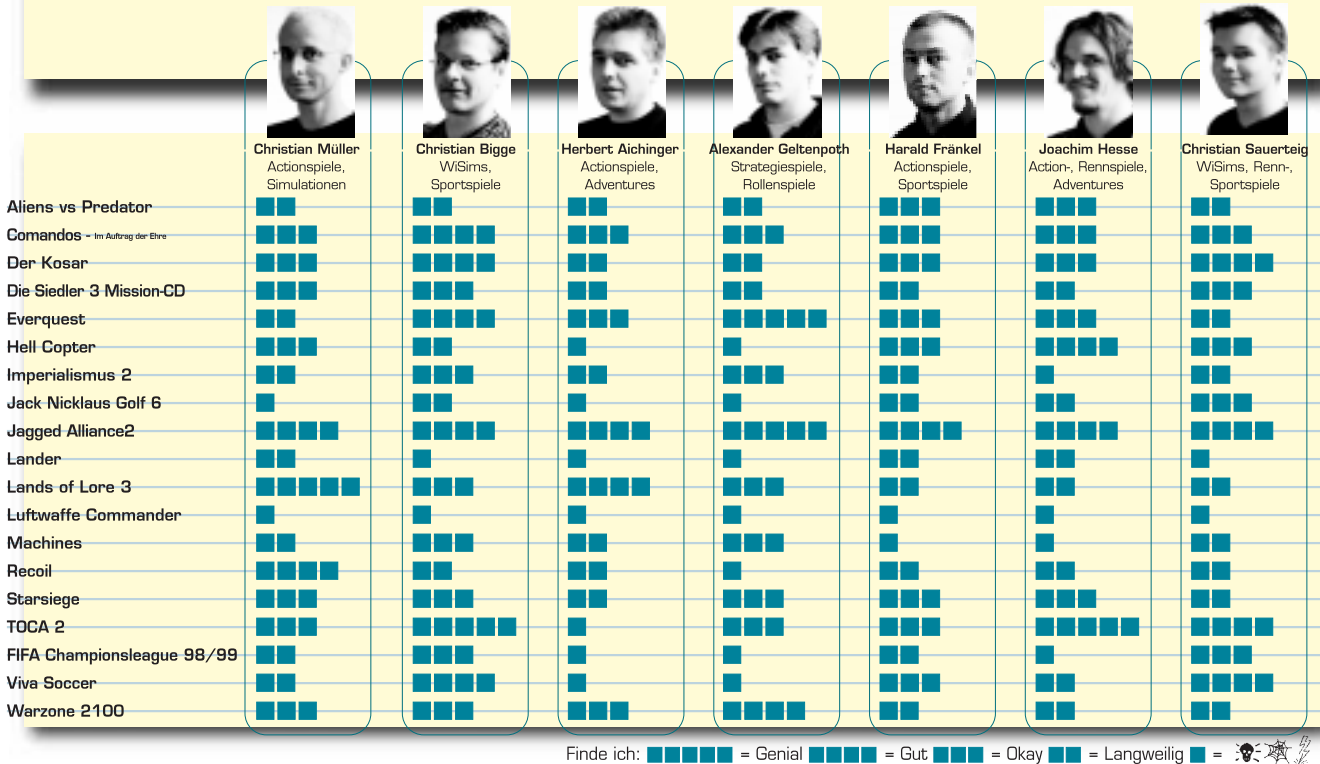 Christian Müller
Actionspiele,
Simulationen
Christian Bigge
WiSims,
Sportspiele
Herbert Aichinger
Actionspiele,
Adventures
Alexander Geltenpoth
Strategiespiele,
Rollenspiele
Harald Fränkel
Actionspiele,
Sportspiele
Joachim Hesse
Action-, Rennspiele,
Adventures
Christian Sauerteig
WiSims, Renn-,
Sportspiele
Aliens vs Predator
Comandos - Im Auftrag der Ehre
Der Kosar
Die Siedler 3 Mission-CD
Everquest
Hell Copter
Imperialismus 2
Jack Nicklaus Golf 6
Jagged Alliance2
Lander
Lands of Lore 3
Luftwaffe Commander
Machines
Recoil
Starsiege
TOCA 2
FIFA Championsleague 98/99
Viva Soccer
Warzone 2100
Finde ich: = Genial = Gut = Okay = Langweilig =